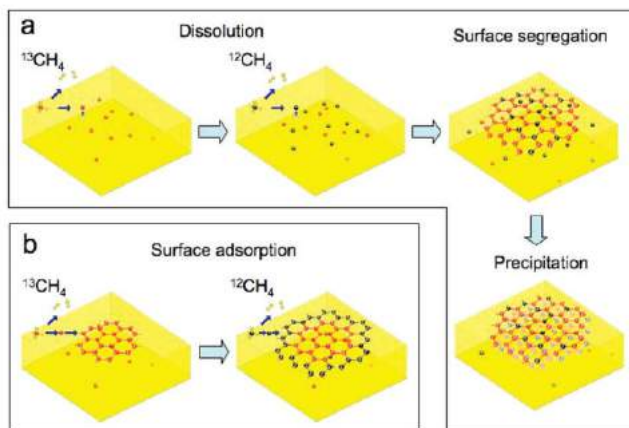 a
Dissolution
Surface segregation
¹³CH₄
¹²CH₄
Precipitation
b
Surface adsorption
¹³CH₄
¹²CH₄